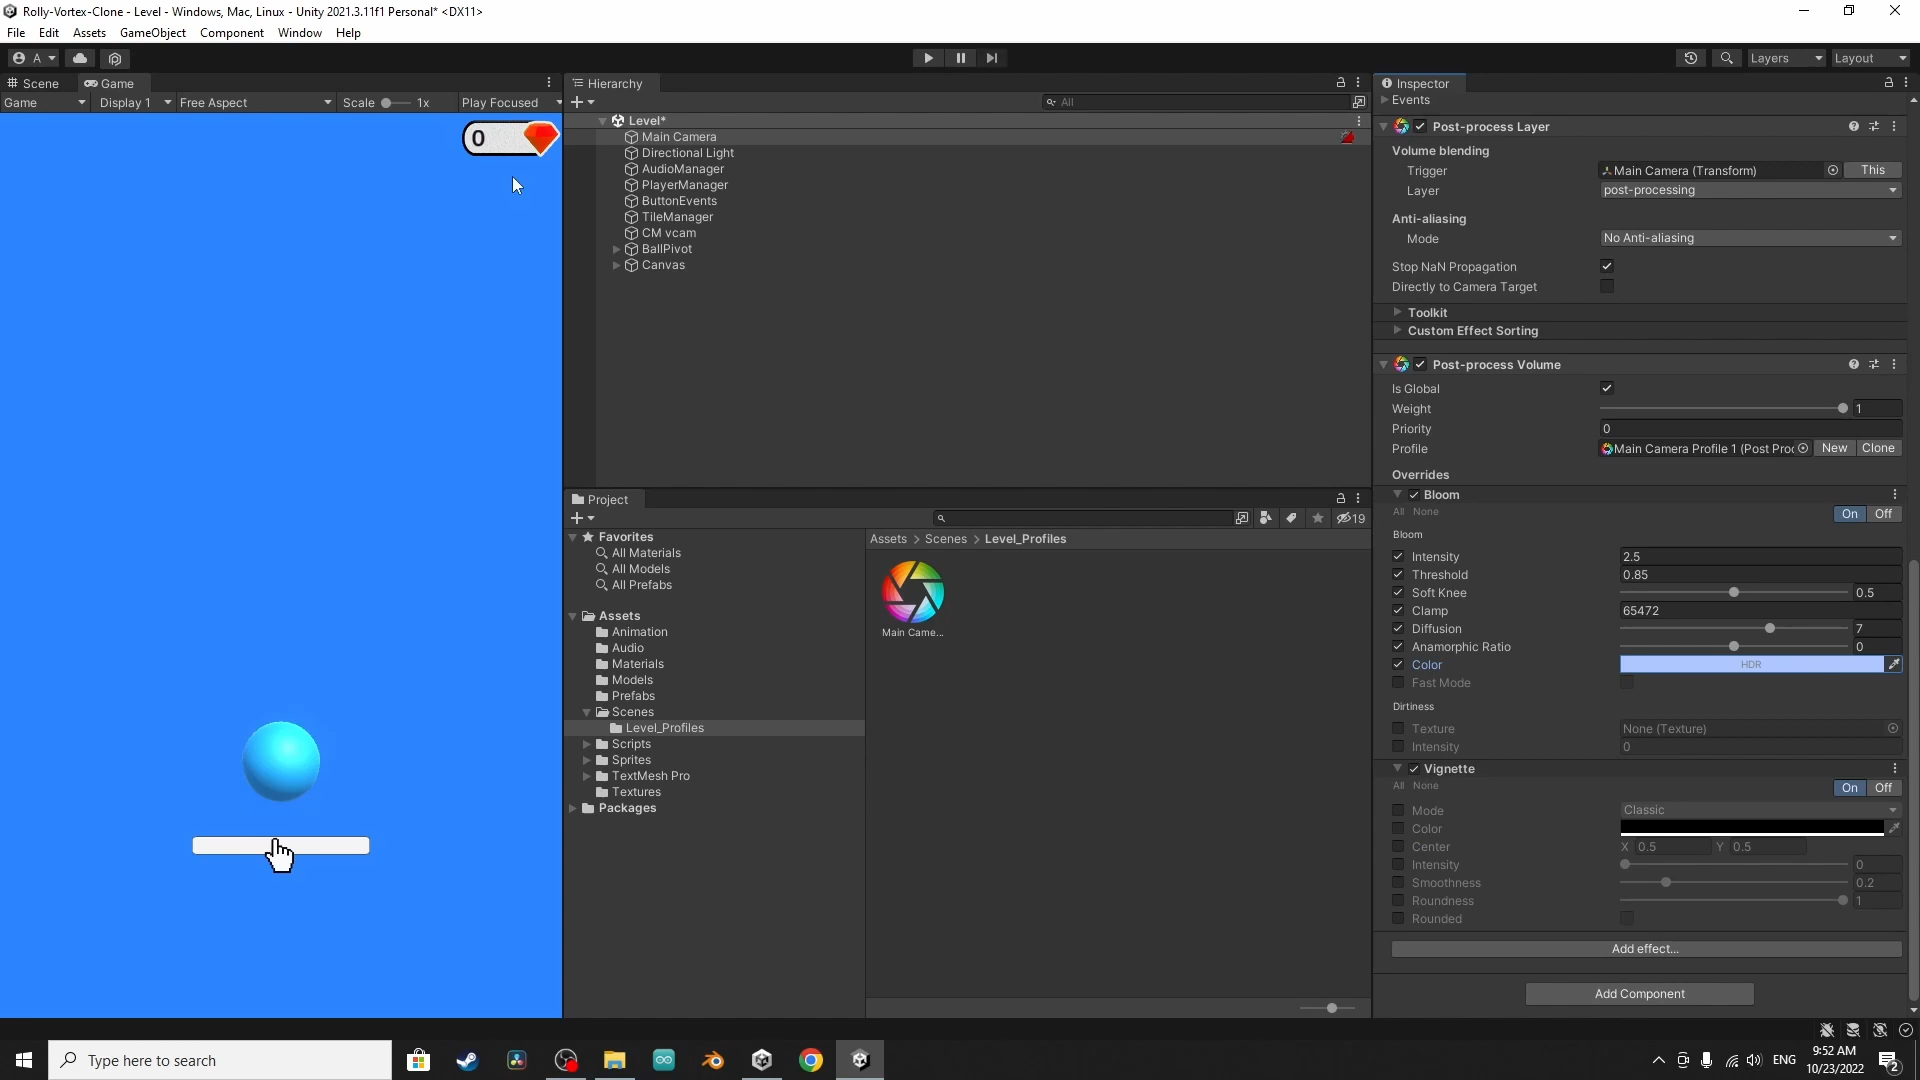 Rolly-Vortex-Clone - Level - Windows, Mac, Linux - Unity 2021.3.11f1 Personal* <DX11>
File Edit Assets GameObject Component Window Help
A
Layers Layout
Scene Game
Game Display 1 Free Aspect Scale 1x Play Focused
0
Hierarchy
All
Level*
Main Camera
Directional Light
AudioManager
PlayerManager
ButtonEvents
TileManager
CM vcam
BallPivot
Canvas
Project
19
Favorites
All Materials
All Models
All Prefabs
Assets
Animation
Audio
Materials
Models
Prefabs
Scenes
Level_Profiles
Scripts
Sprites
TextMesh Pro
Textures
Packages
Assets > Scenes > Level_Profiles
Main Came...
Inspector
Events
Post-process Layer
Volume blending
Trigger Main Camera (Transform) This
Layer post-processing
Anti-aliasing
Mode No Anti-aliasing
Stop NaN Propagation
Directly to Camera Target
Toolkit
Custom Effect Sorting
Post-process Volume
Is Global
Weight 1
Priority 0
Profile Main Camera Profile 1 (Post Proc New Clone
Overrides
Bloom
All None On Off
Bloom
Intensity 2.5
Threshold 0.85
Soft Knee 0.5
Clamp 65472
Diffusion 7
Anamorphic Ratio 0
Color HDR
Fast Mode
Dirtiness
Texture None (Texture)
Intensity 0
Vignette
All None On Off
Mode Classic
Color
Center X 0.5 Y 0.5
Intensity 0
Smoothness 0.2
Roundness 1
Rounded
Add effect...
Add Component
Type here to search
ENG
9:52 AM
10/23/2022
2